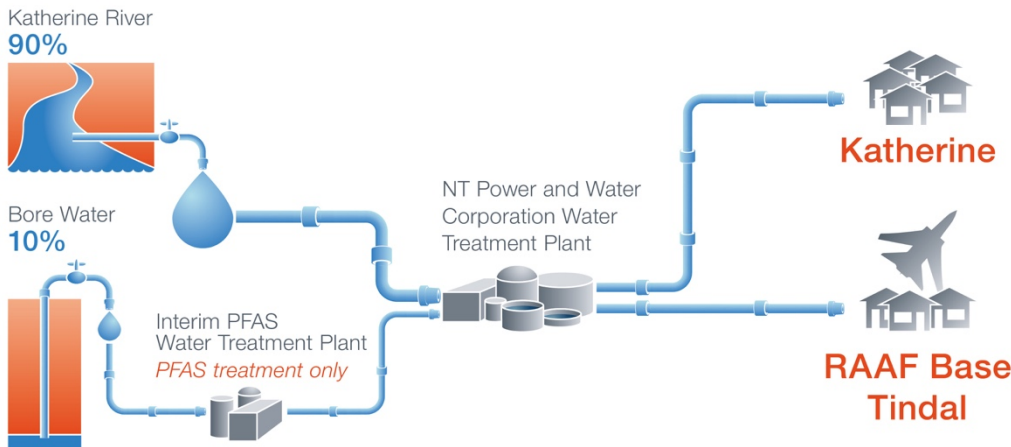 Katherine River
90%
Bore Water
10%
Interim PFAS
Water Treatment Plant
PFAS treatment only
NT Power and Water
Corporation Water
Treatment Plant
Katherine
RAAF Base
Tindal